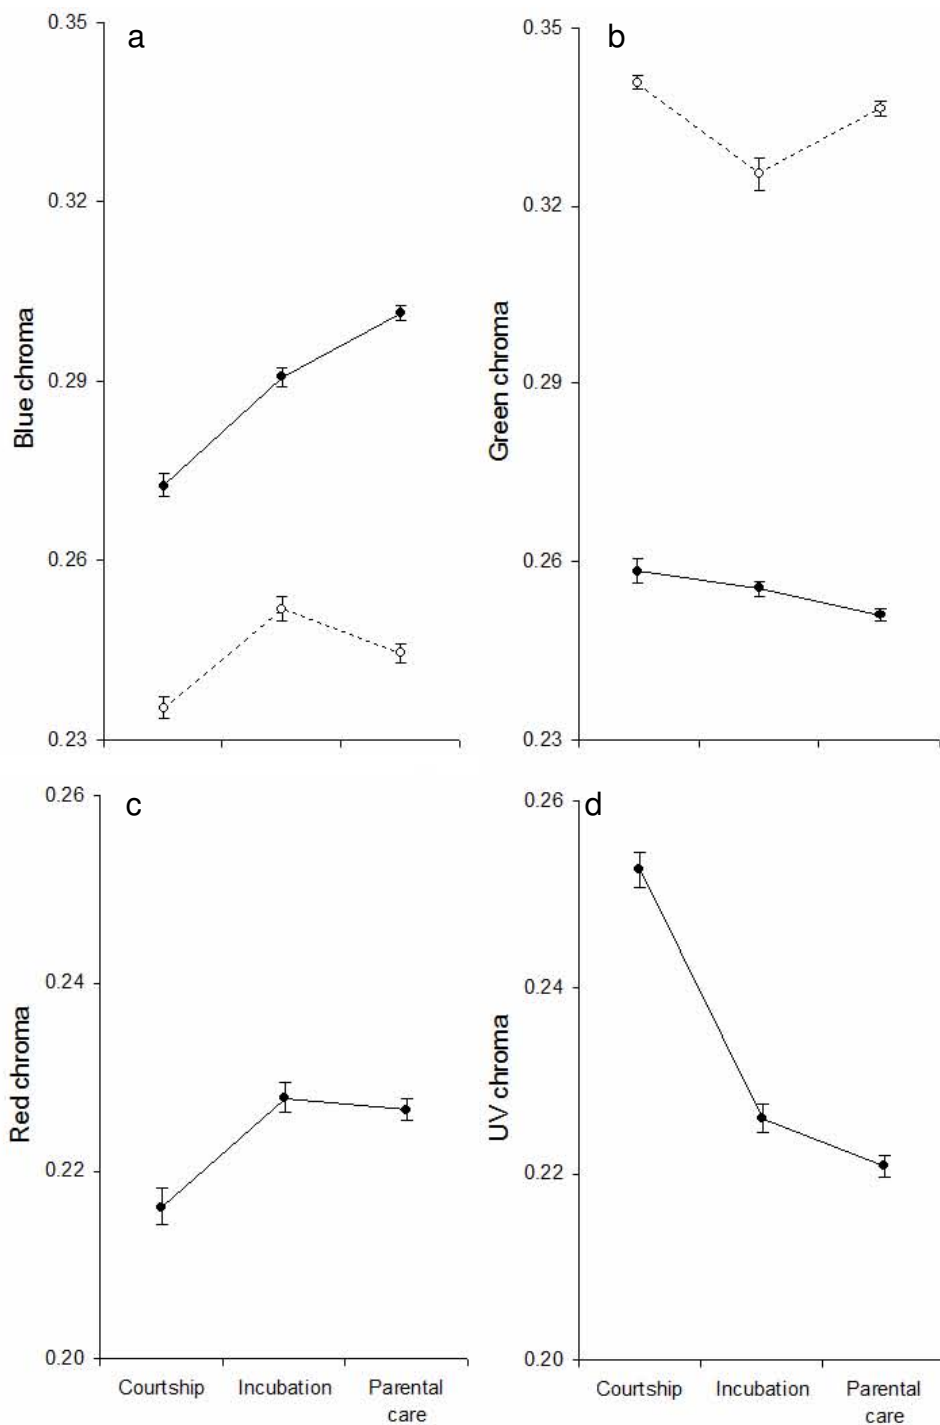 a
0.35
0.32
0.29
0.26
0.23
Blue chroma
b
0.35
0.32
0.29
0.26
0.23
Green chroma
c
0.26
0.24
0.22
0.20
Red chroma
Courtship
Incubation
Parental
care
d
0.26
0.24
0.22
0.20
UV chroma
Courtship
Incubation
Parental
care